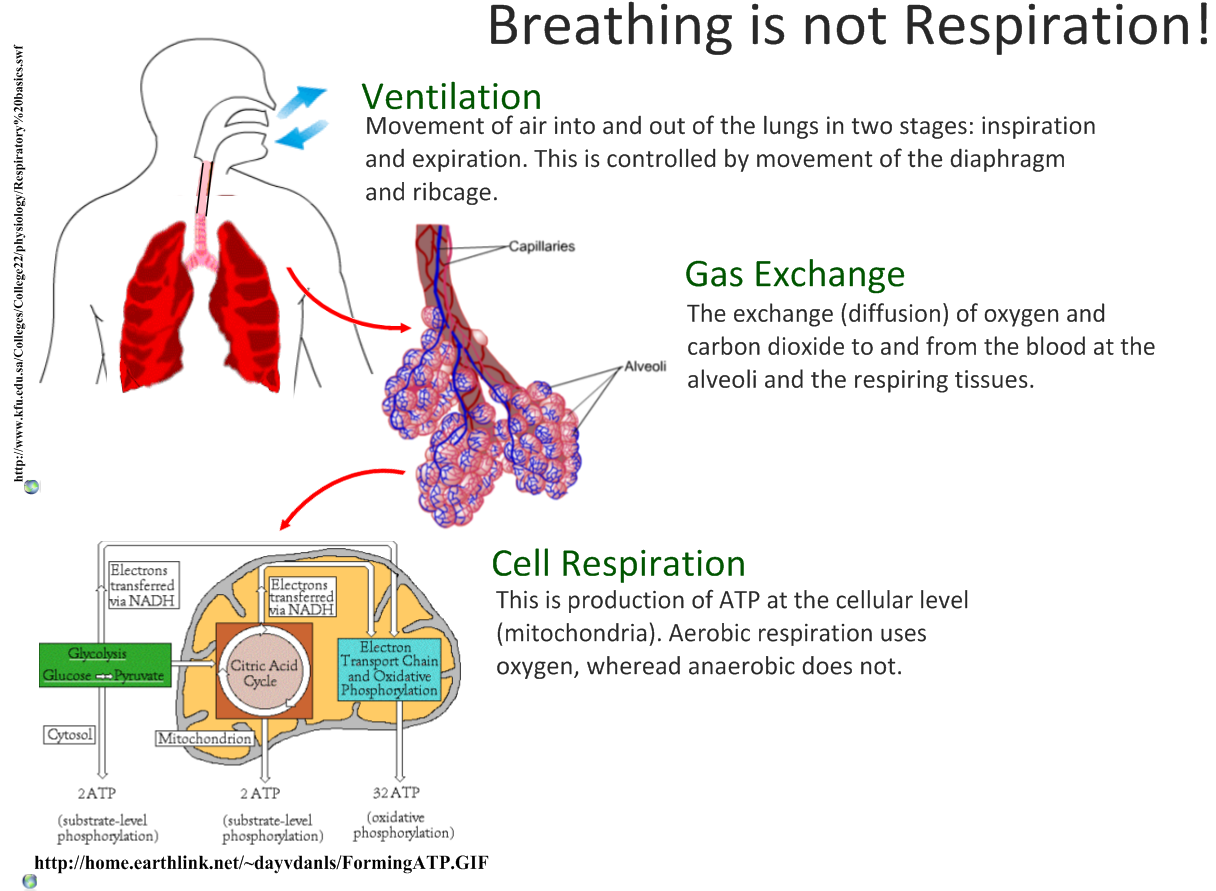 Breathing is not Respiration!
http://www.kfu.edu.sa/Colleges/College22/physiology/Respiratory%20basics.swf
Ventilation
Movement of air into and out of the lungs in two stages: inspiration
and expiration. This is controlled by movement of the diaphragm
and ribcage.
Capillaries
Alveoli
Gas Exchange
The exchange (diffusion) of oxygen and
carbon dioxide to and from the blood at the
alveoli and the respiring tissues.
Cell Respiration
This is production of ATP at the cellular level
(mitochondria). Aerobic respiration uses
oxygen, wheread anaerobic does not.
Electrons
transferred
via NADH
Electrons
transferred
via NADH
Glycolysis
Glucose Pyruvate
Citric Acid
Cycle
Electron
Transport Chain
and Oxidative
Phosphorylation
Cytosol
Mitochondrion
2 ATP
(substrate-level
phosphorylation)
2 ATP
(substrate-level
phosphorylation)
32 ATP
(oxidative
phosphorylation)
http://home.earthlink.net/~dayvdanls/FormingATP.GIF